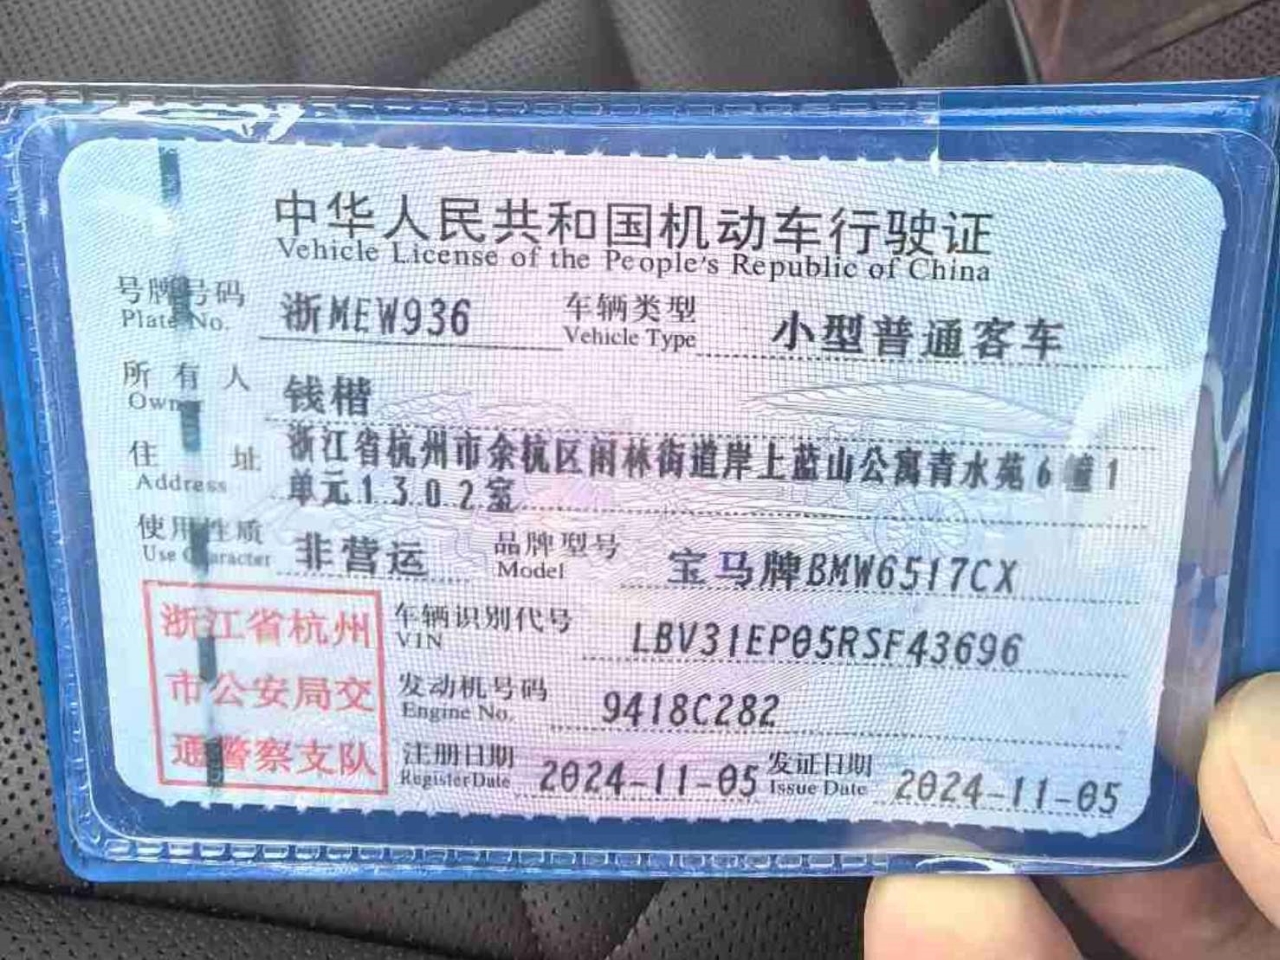 中华人民共和国机动车行驶证
Vehicle License of the People's Republic of China
号牌号码 浙MEW936 车辆类型 小型普通客车
Plate No. Vehicle Type
所有人 钱楷
Owner
住址 浙江省杭州市余杭区闲林街道岸上蓝山公寓青水苑6幢1
Address 单元1302室
使用性质 非营运 品牌型号 宝马牌BMW6517CX
Use Character Model
车辆识别代号 LBV31EP05RSF43696
VIN
发动机号码 9418C282
Engine No.
注册日期 2024-11-05 发证日期 2024-11-05
Register Date Issue Date
浙江省杭州
市公安局交
通警察支队